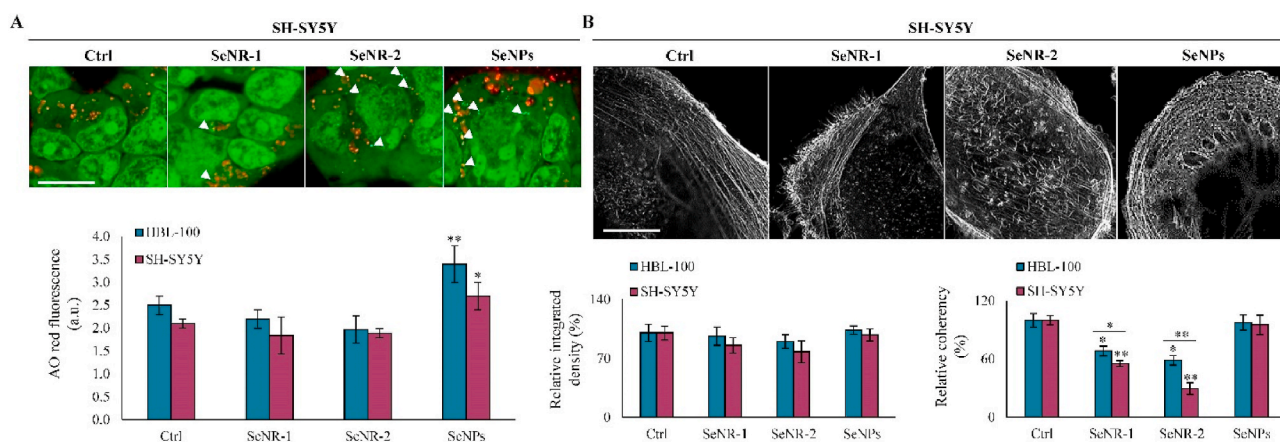 A
SH-SY5Y
Ctrl SeNR-1 SeNR-2 SeNPs
AO red fluorescence
(a.u.)
4.0
3.5
3.0
2.5
2.0
1.5
1.0
0.5
0.0
HBL-100
SH-SY5Y
** *
Ctrl SeNR-1 SeNR-2 SeNPs
B
SH-SY5Y
Ctrl SeNR-1 SeNR-2 SeNPs
Relative integrated
density (%)
140
70
0
HBL-100
SH-SY5Y
Ctrl SeNR-1 SeNR-2 SeNPs
Relative coherency
(%)
120
60
0
HBL-100
SH-SY5Y
* **
* ** * **
Ctrl SeNR-1 SeNR-2 SeNPs